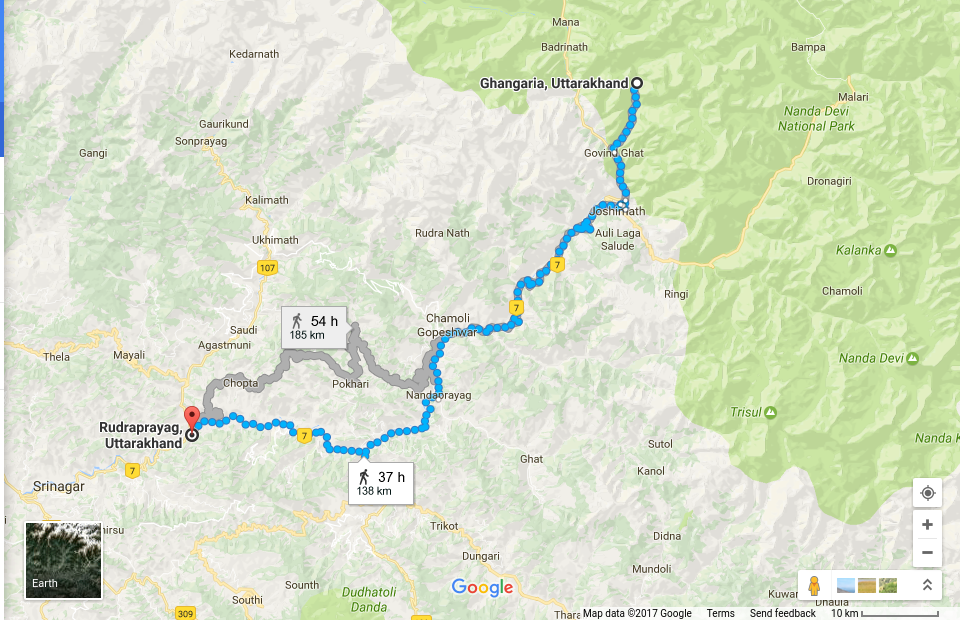 Mana
Badrinath
Kedarnath
Bampa
Ghangaria, Uttarakhand
Malari
Nanda Devi
National Park
Gaurikund
Sonprayag
Gangi
Govind Ghat
Dronagiri
Kalimath
Joshimath
Rudra Nath
Auli Laga
Salude
Ukhimath
Kalanka
107
7
Ringi
Chamoli
7
54 h
185 km
Chamoli
Gopeshwar
Saudi
Agastmuni
Thela
Mayali
Nanda Devi
Chopta
Pokhari
Nandaprayag
Trisul
Rudraprayag,
Uttarakhand
7
Sutol
Nanda K
7
Ghat
Kanol
37 h
138 km
Srinagar
Trikot
Didna
Dungari
Mundoli
Earth
Sounth
Google
Southi
Dudhatoli
Danda
Kuwar
Dhaula
309
Thara
Map data ©2017 Google Terms Send feedback 10 km